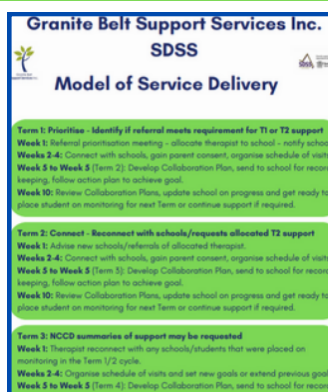 Granite Belt Support Services Inc.
SDSS
Model of Service Delivery
Term 1: Prioritise - Identify if referral meets requirement for T1 or T2 support
Week 1: Referral prioritisation meeting - allocate therapist to school - notify schoo
Weeks 2-4: Connect with schools, gain parent consent, organise schedule of visits
Week 5 to Week 5 (Term 2): Develop Collaboration Plan, send to school for record
keeping, follow action plan to achieve goal.
Week 10: Review Collaboration Plans, update school on progress and get ready to
place student on monitoring for next Term or continue support if required.
Term 2: Connect - Reconnect with schools/requests allocated T2 support
Week 1: Advise new schools/referrals of allocated therapist.
Weeks 2-4: Connect with schools, gain parent consent, organise schedule of visits
Week 5 to Week 5 (Term 3): Develop Collaboration Plan, send to school for record
keeping, follow action plan to achieve goal.
Week 10: Review Collaboration Plans, update school on progress and get ready to
place student on monitoring for next Term or continue support if required.
Term 3: NCCD summaries of support may be requested
Week 1: Therapist reconnect with any schools/students that were placed on
monitoring in the Term 1/2 cycle.
Weeks 2-4: Organise schedule of visits and set new goals or extend previous goal
Week 5 to Week 5 (Term 4): Develop Collaboration Plan, send to school for record